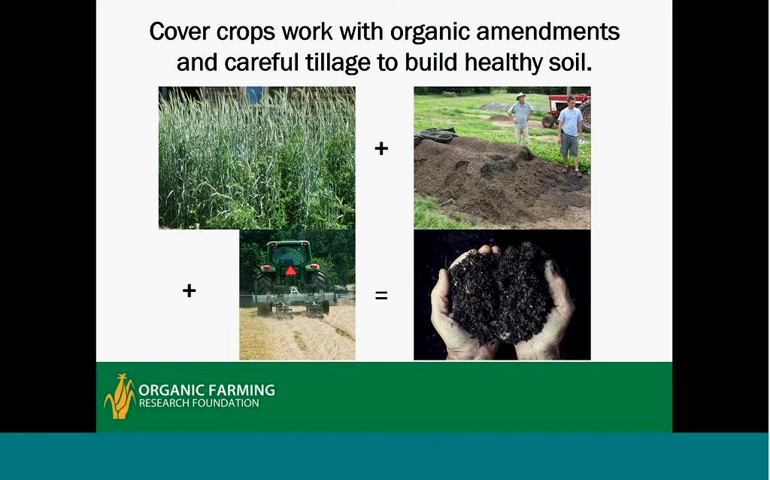 Cover crops work with organic amendments
and careful tillage to build healthy soil.
+
+ =
ORGANIC FARMING
RESEARCH FOUNDATION